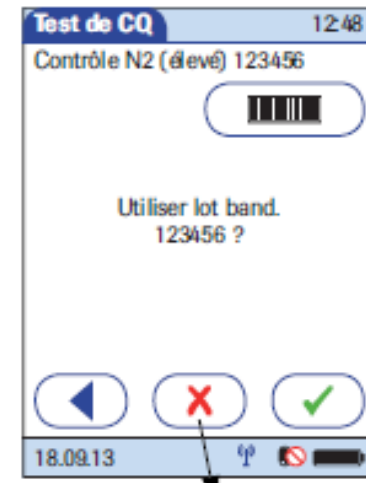 Test de CQ 12:48
Contrôle N2 (élevé) 123456
Utiliser lot band.
123456 ?
18.09.13